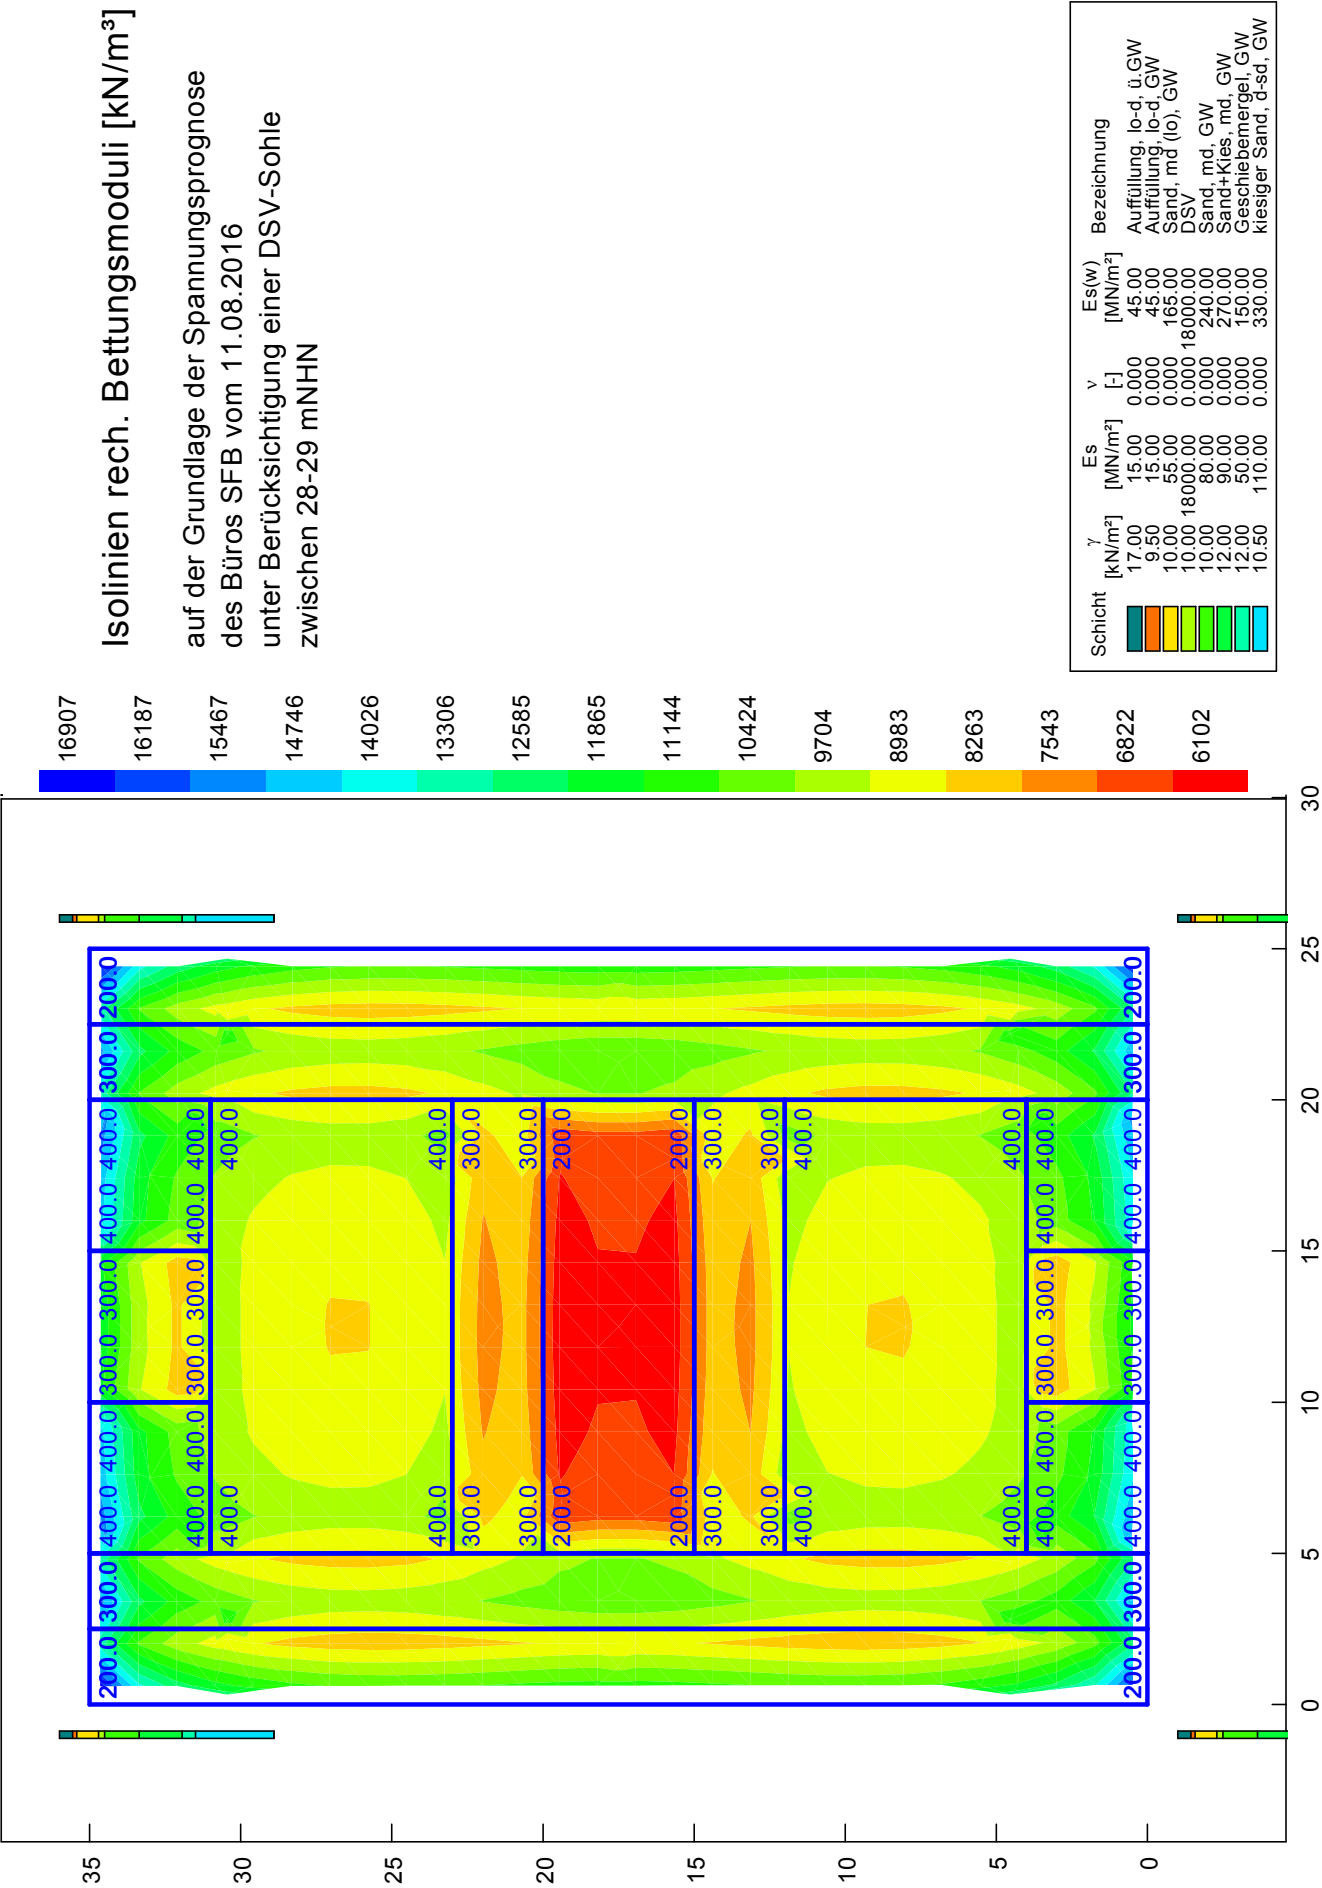 Isolinien rech. Bettungsmoduli [kN/m³]
auf der Grundlage der Spannungsprognose
des Büros SFB vom 11.08.2016
unter Berücksichtigung einer DSV-Sohle
zwischen 28-29 mNHN
16907
16187
15467
14746
14026
13306
12585
11865
11144
10424
9704
8983
8263
7543
6822
6102
35
30
25
20
15
10
5
0
200.0 300.0 400.0 400.0 300.0 300.0 400.0 400.0 300.0 200.0
400.0 400.0 300.0 300.0 400.0 400.0
400.0 400.0
400.0 400.0
300.0 300.0
300.0 300.0
200.0 200.0
200.0 200.0
300.0 300.0
300.0 300.0
400.0 400.0
400.0 400.0
400.0 400.0 300.0 300.0 400.0 400.0
200.0 300.0 400.0 400.0 300.0 300.0 400.0 400.0 300.0 200.0
0 5 10 15 20 25 30
Schicht γ Es ν Es(w) Bezeichnung
[kN/m²] [MN/m²] [-] [MN/m²]
17.00 15.00 0.000 45.00 Auffüllung, lo-d, ü.GW
9.50 15.00 0.000 45.00 Auffüllung, lo-d, GW
10.00 55.00 0.000 165.00 Sand, md (lo), GW
10.00 18000.00 0.000 18000.00 DSV
10.00 80.00 0.000 240.00 Sand, md, GW
12.00 90.00 0.000 270.00 Sand+Kies, md, GW
12.00 50.00 0.000 150.00 Geschiebemergel, GW
10.50 110.00 0.000 330.00 kiesiger Sand, d-sd, GW